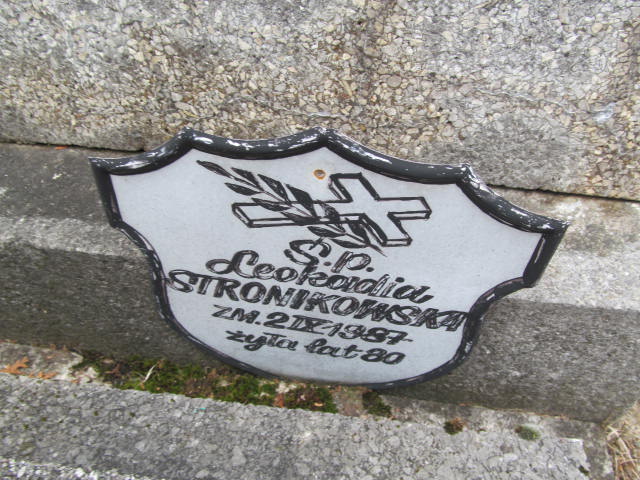 Ś.P.
Leokadia
STRONIKOWSKA
ZM. 2 IX 1987
żyła lat 80